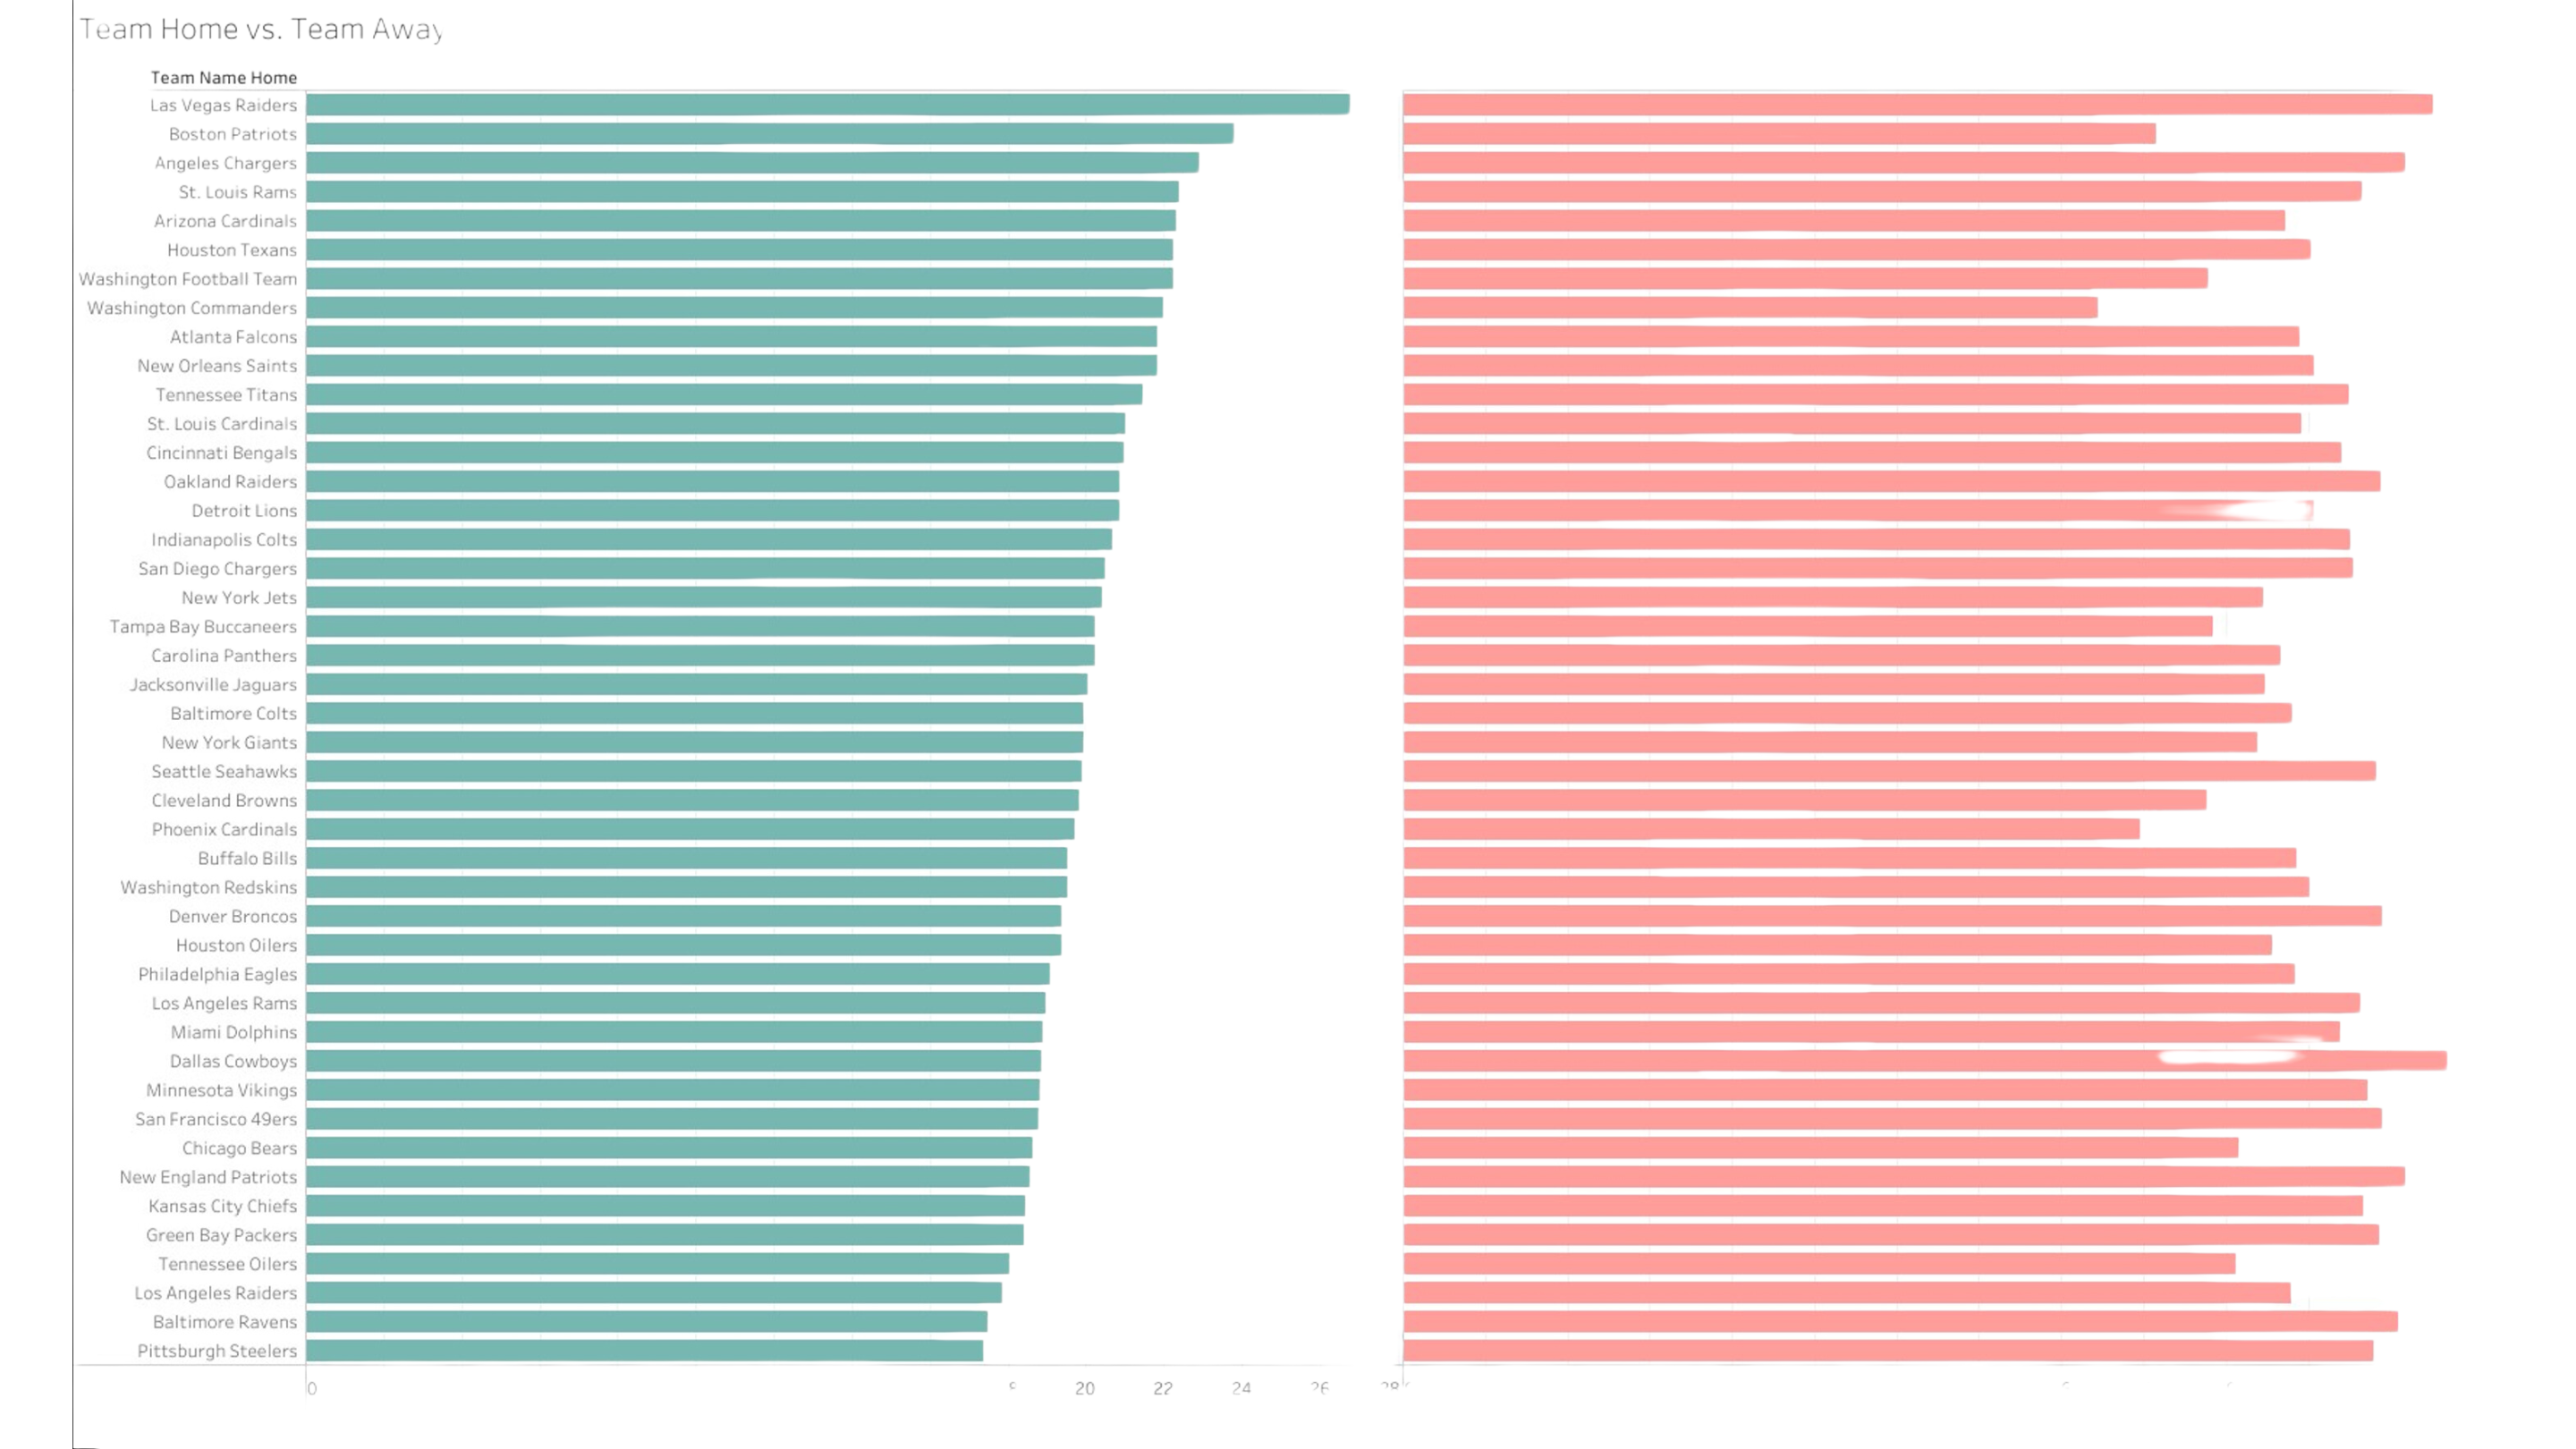 Team Home vs. Team Away
Team Name Home
Las Vegas Raiders
Boston Patriots
Angeles Chargers
St. Louis Rams
Arizona Cardinals
Houston Texans
Washington Football Team
Washington Commanders
Atlanta Falcons
New Orleans Saints
Tennessee Titans
St. Louis Cardinals
Cincinnati Bengals
Oakland Raiders
Detroit Lions
Indianapolis Colts
San Diego Chargers
New York Jets
Tampa Bay Buccaneers
Carolina Panthers
Jacksonville Jaguars
Baltimore Colts
New York Giants
Seattle Seahawks
Cleveland Browns
Phoenix Cardinals
Buffalo Bills
Washington Redskins
Denver Broncos
Houston Oilers
Philadelphia Eagles
Los Angeles Rams
Miami Dolphins
Dallas Cowboys
Minnesota Vikings
San Francisco 49ers
Chicago Bears
New England Patriots
Kansas City Chiefs
Green Bay Packers
Tennessee Oilers
Los Angeles Raiders
Baltimore Ravens
Pittsburgh Steelers
0 20 22 24 26 28